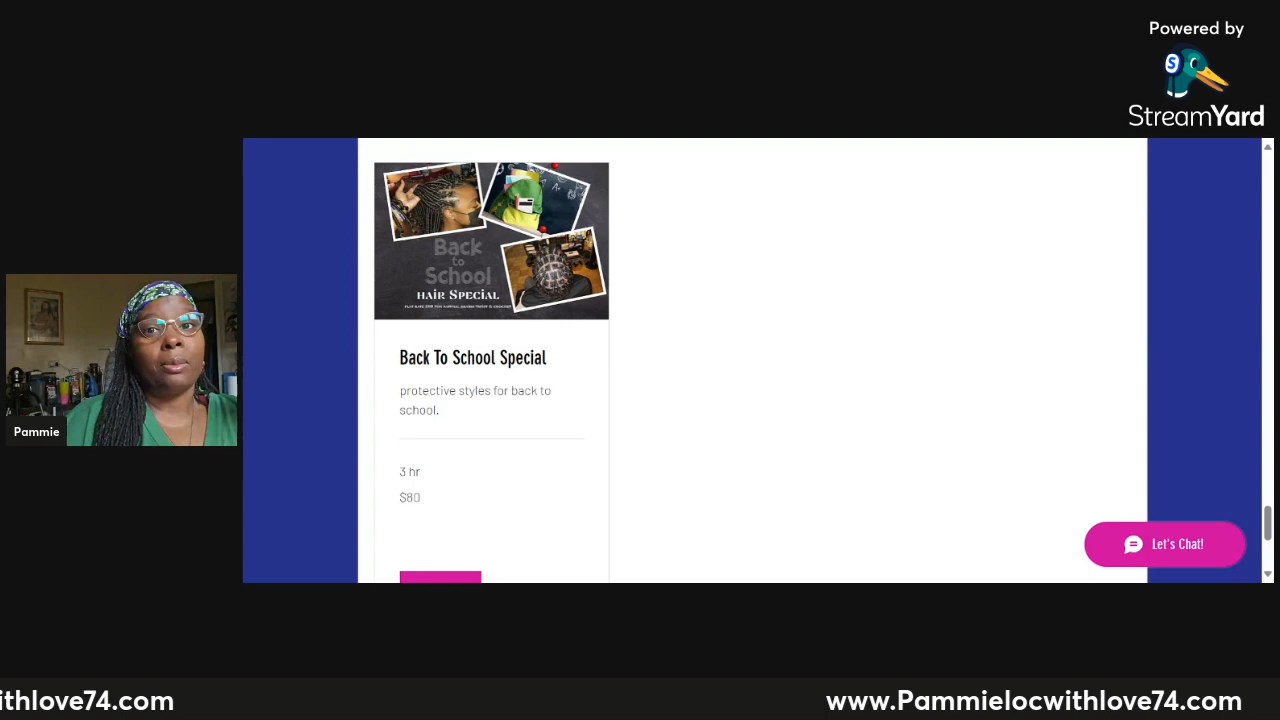 Powered by
S
StreamYard
Back
to
School
HAIR SPECIAL
Back To School Special
protective styles for back to
school.
3 hr
$80
Let's Chat!
Pammie
ithlove74.com
www.Pammielocwithlove74.com